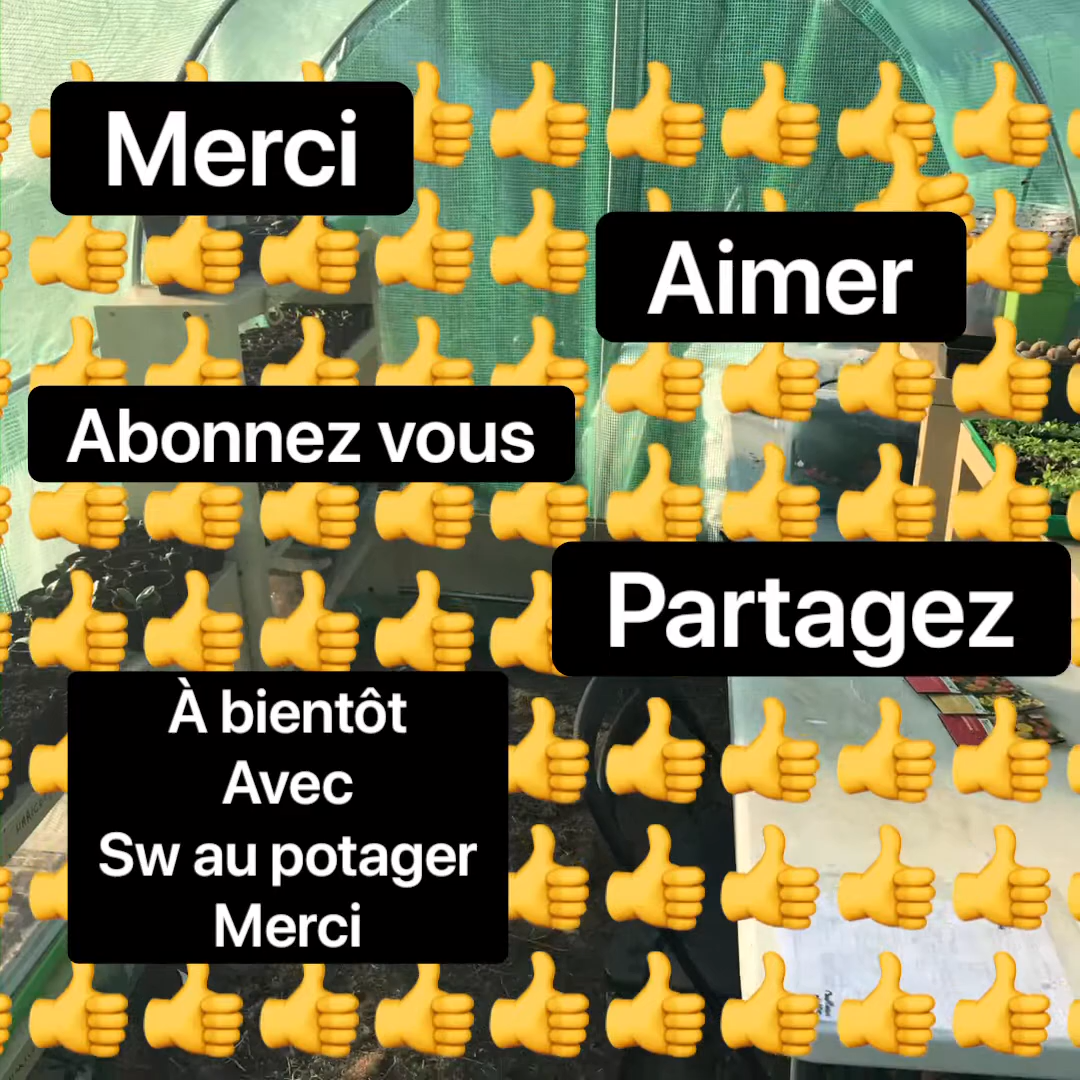 Merci
Aimer
Abonnez vous
Partagez
À bientôt
Avec
Sw au potager
Merci